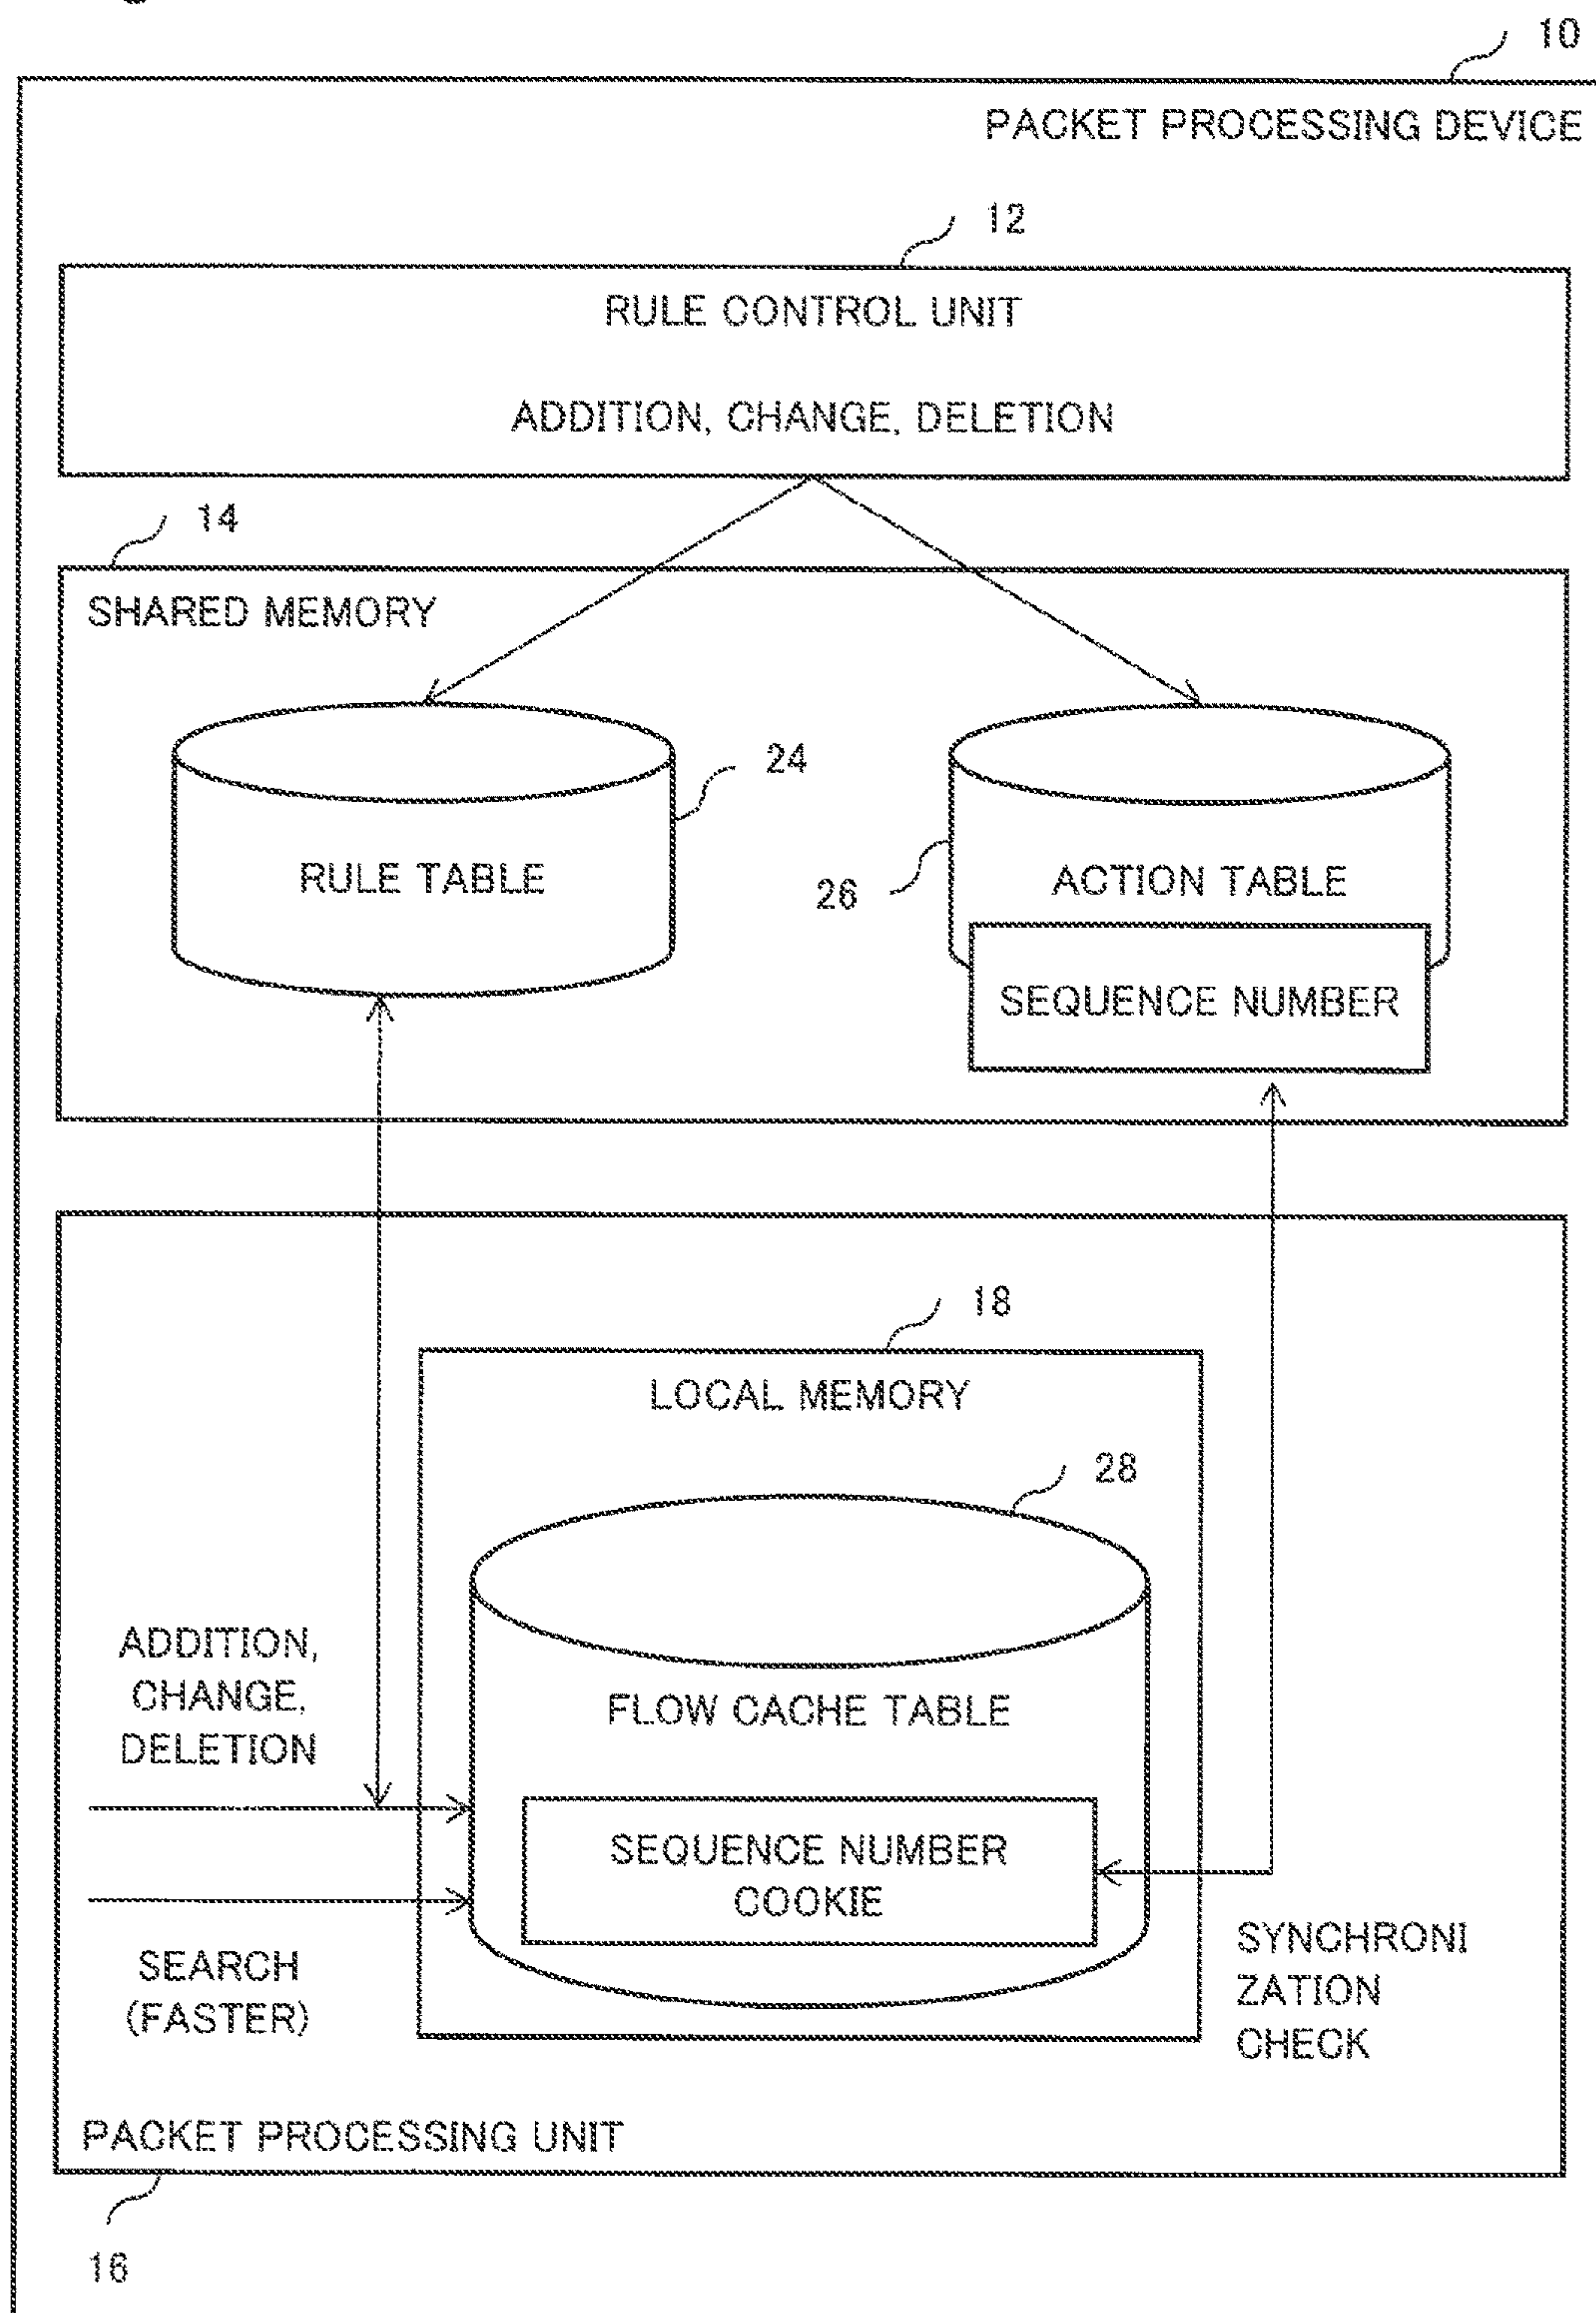 10
PACKET PROCESSING DEVICE
12
RULE CONTROL UNIT
ADDITION, CHANGE, DELETION
14
SHARED MEMORY
24
RULE TABLE
26
ACTION TABLE
SEQUENCE NUMBER
18
LOCAL MEMORY
28
FLOW CACHE TABLE
ADDITION,
CHANGE,
DELETION
SEQUENCE NUMBER
COOKIE
SEARCH
(FASTER)
SYNCHRONI
ZATION
CHECK
PACKET PROCESSING UNIT
16